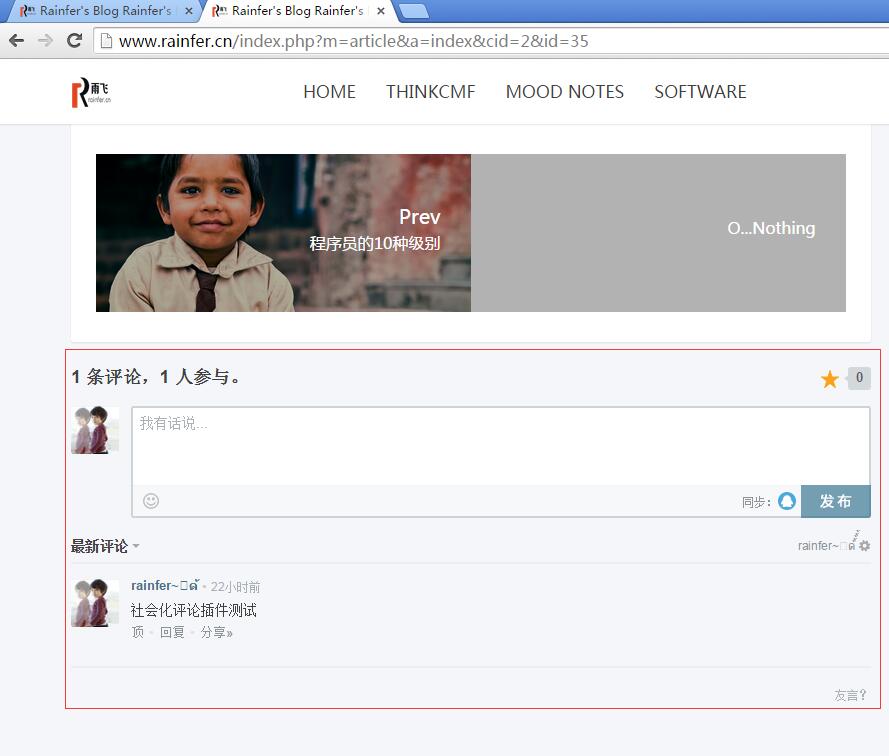 Rainfer's Blog Rainfer's
Rainfer's Blog Rainfer's
www.rainfer.cn/index.php?m=article&a=index&cid=2&id=35
雨飞
rainfer.cn
HOME THINKCMF MOOD NOTES SOFTWARE
Prev
程序员的10种级别
O...Nothing
1 条评论，1 人参与。
0
我有话说...
同步：
发布
最新评论
rainfer~
rainfer~ • 22小时前
社会化评论插件测试
顶 • 回复 • 分享»
友言?